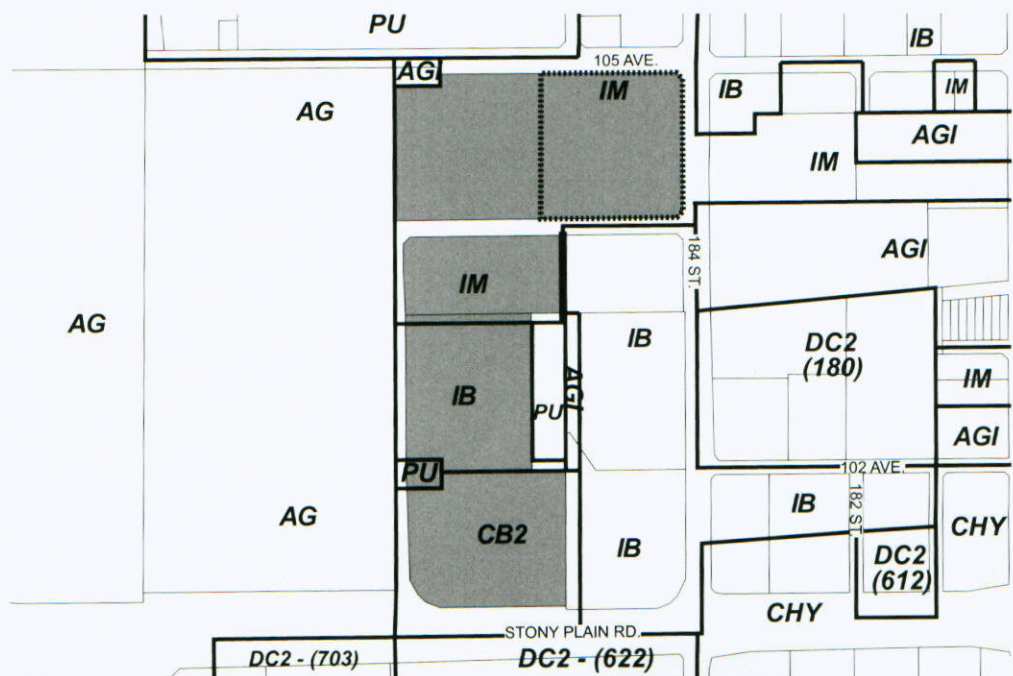 PU
IB
105 AVE.
AGI
IM
IB
IM
AG
AGI
IM
AGI
184 ST.
IM
AG
DC2
(180)
IB
IM
IB
AGI
PU
AGI
PU
102 AVE.
IB
182 ST.
AG
CB2
IB
CHY
DC2
(612)
CHY
STONY PLAIN RD.
DC2 - (703)
DC2 - (622)